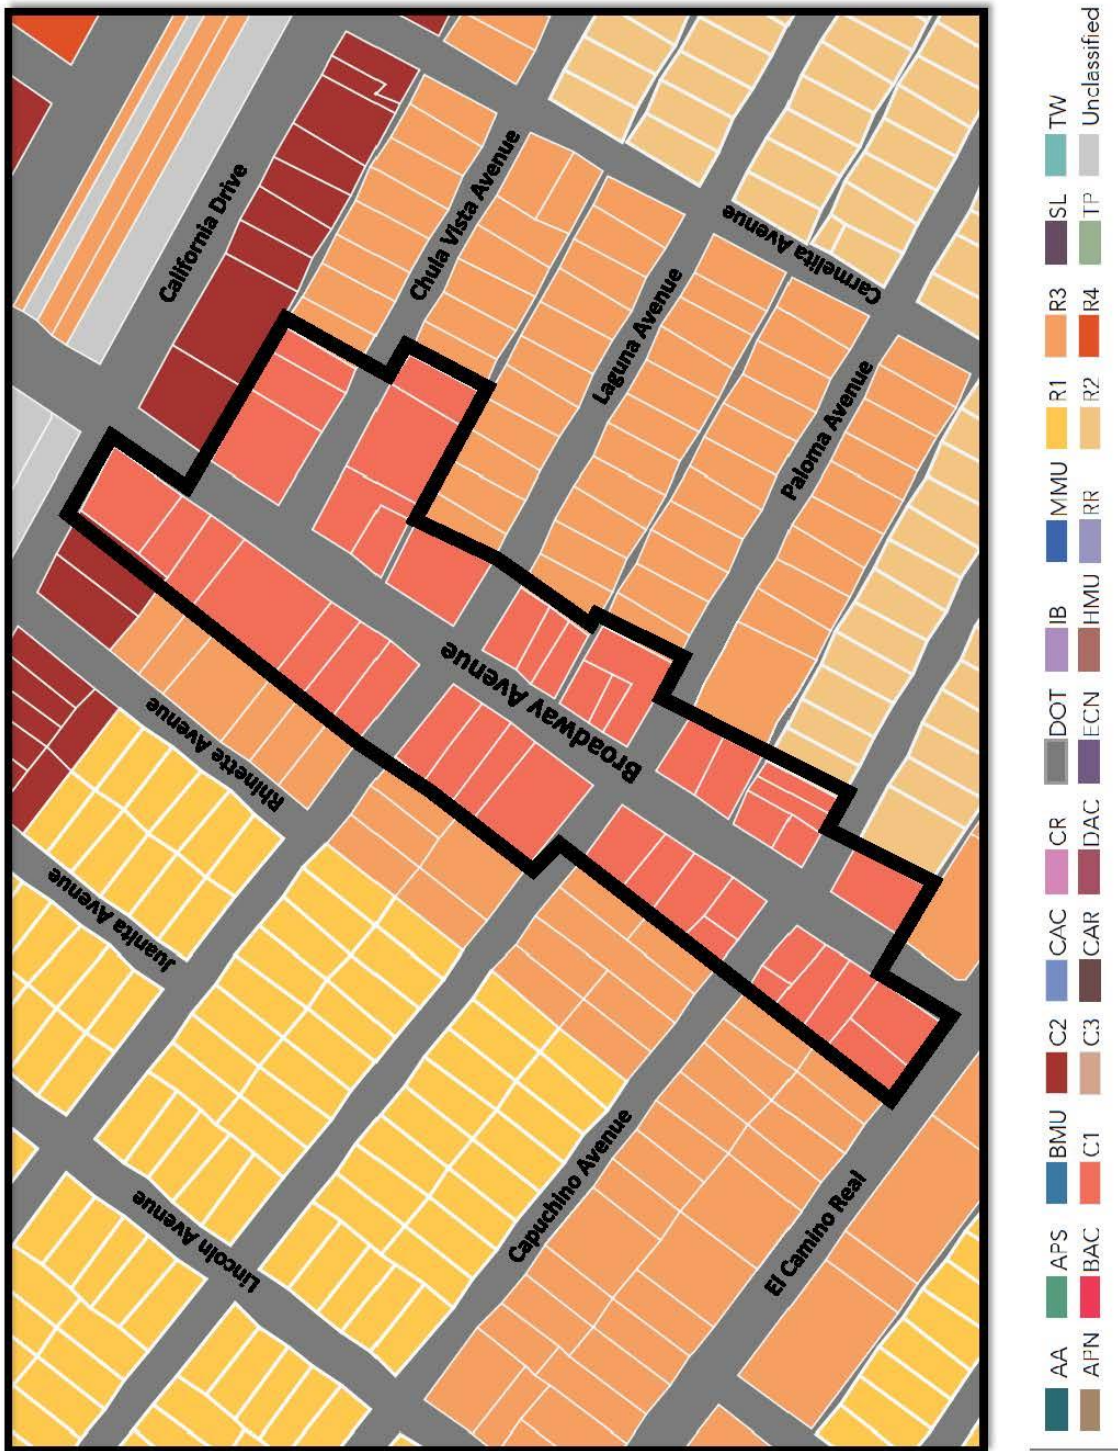 California Drive
Chula Vista Avenue
Carmelita Avenue
Laguna Avenue
Paloma Avenue
Broadway Avenue
Rhinette Avenue
Juanita Avenue
Lincoln Avenue
Capuchino Avenue
El Camino Real
AA APS BMU C2 CAC CR DOT IB MMU R1 R3 SL TW
APN BAC C1 C3 CAR DAC ECN HMU RR R2 R4 TP Unclassified